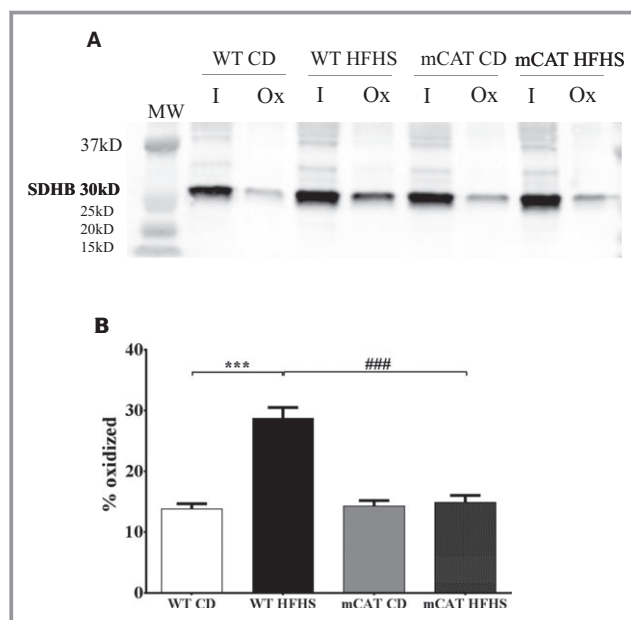 A
WT CD WT HFHS mCAT CD mCAT HFHS
I Ox I Ox I Ox I Ox
MW
37kD
SDHB 30kD
25kD
20kD
15kD
B
40
30
20
10
0
% oxidized
*** ###
WT CD WT HFHS mCAT CD mCAT HFHS